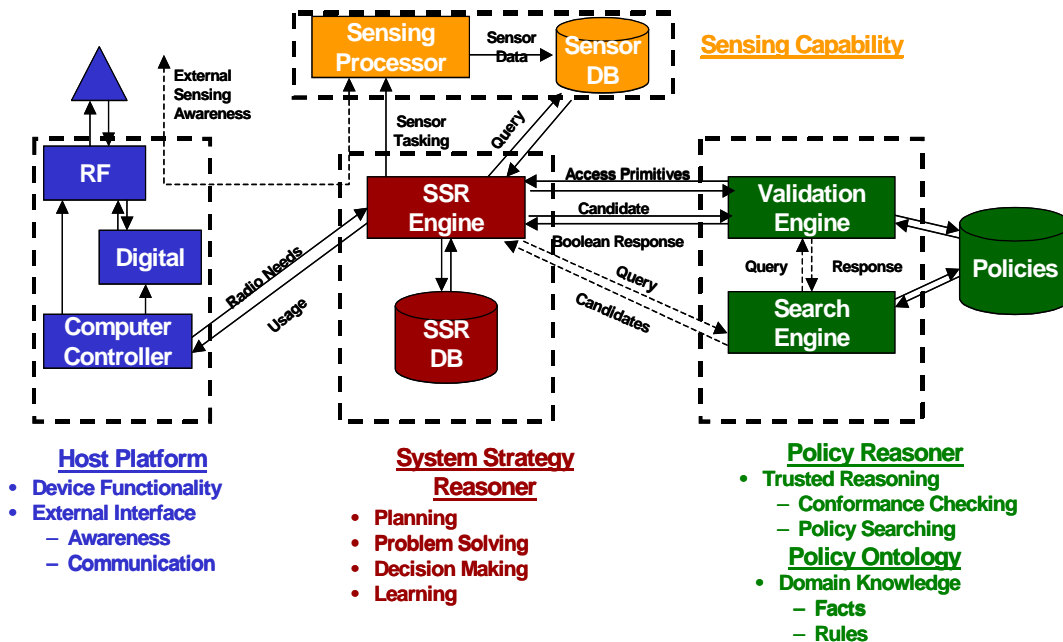 Sensing
Processor
Sensor
Data
Sensor
DB
Sensing Capability
External
Sensing
Awareness
Sensor
Tasking
Query
RF
Digital
Computer
Controller
Radio Needs
Usage
SSR
Engine
SSR
DB
Access Primitives
Candidate
Boolean Response
Query
Candidates
Validation
Engine
Query
Response
Search
Engine
Policies
Host Platform
• Device Functionality
• External Interface
– Awareness
– Communication
System Strategy
Reasoner
• Planning
• Problem Solving
• Decision Making
• Learning
Policy Reasoner
• Trusted Reasoning
– Conformance Checking
– Policy Searching
Policy Ontology
• Domain Knowledge
– Facts
– Rules